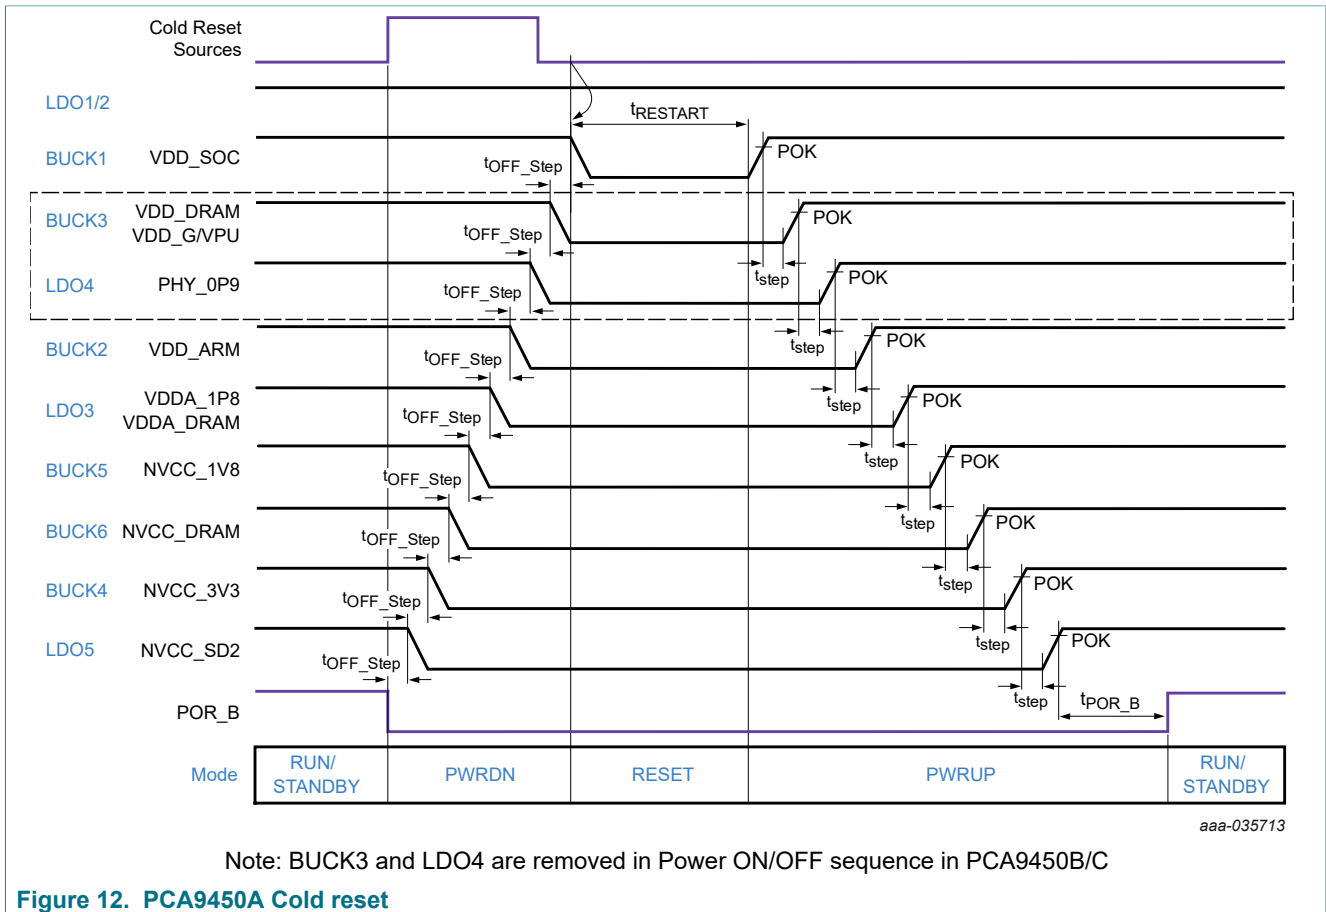 Cold Reset
Sources
LDO1/2
tRESTART
BUCK1 VDD_SOC
tOFF_Step
POK
BUCK3 VDD_DRAM
VDD_G/VPU
tOFF_Step
POK
tstep
LDO4 PHY_0P9
tOFF_Step
POK
tstep
BUCK2 VDD_ARM
tOFF_Step
POK
tstep
LDO3 VDDA_1P8
VDDA_DRAM
tOFF_Step
POK
tstep
BUCK5 NVCC_1V8
tOFF_Step
POK
tstep
BUCK6 NVCC_DRAM
tOFF_Step
POK
tstep
BUCK4 NVCC_3V3
tOFF_Step
POK
tstep
LDO5 NVCC_SD2
tOFF_Step
POK
tstep
POR_B
tPOR_B
Mode
RUN/
STANDBY
PWRDN
RESET
PWRUP
RUN/
STANDBY
aaa-035713
Note: BUCK3 and LDO4 are removed in Power ON/OFF sequence in PCA9450B/C
Figure 12. PCA9450A Cold reset